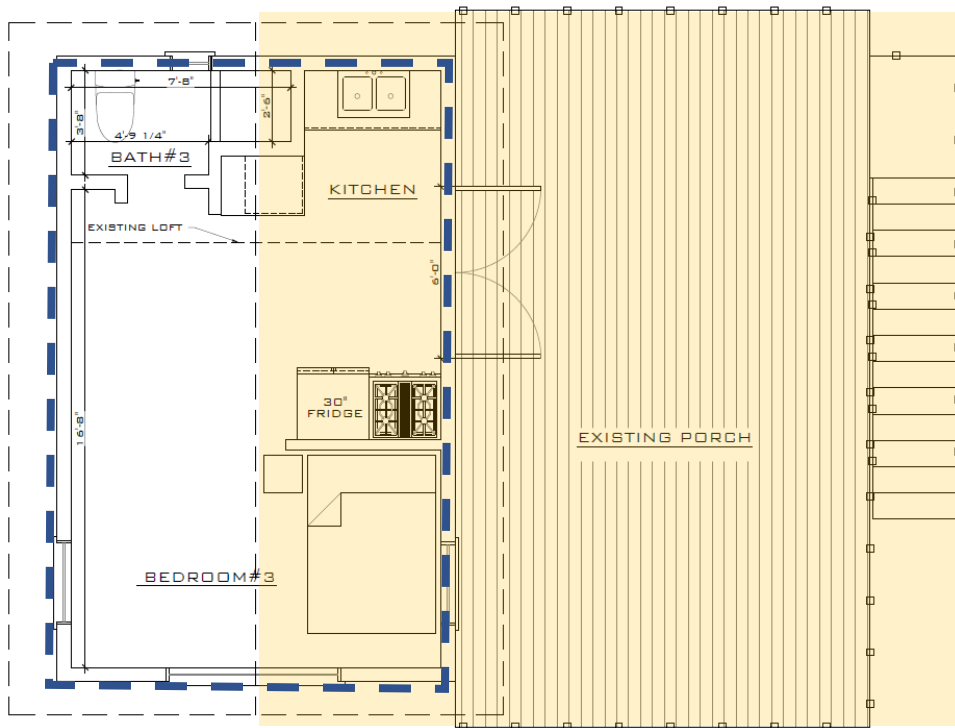 7'-8"
2'-6"
3'-8"
4'-9 1/4"
BATH#3
KITCHEN
EXISTING LOFT
6'-0"
30"
FRIDGE
16'-8"
EXISTING PORCH
BEDROOM#3